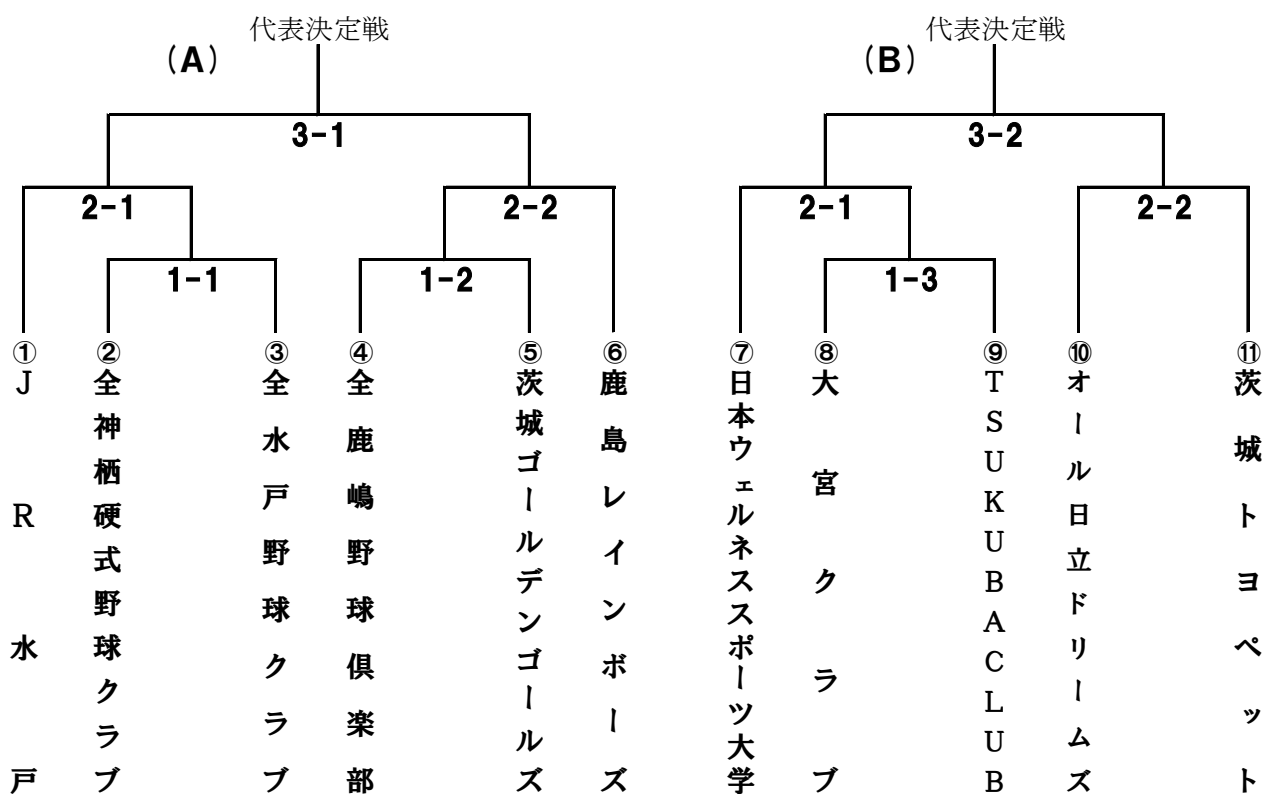 代表決定戦
(A)
3-1
2-1
2-2
1-1
1-2
代表決定戦
(B)
3-2
2-1
2-2
1-3
①
JR水戸
②
全神栖硬式野球クラブ
③
全水戸野球クラブ
④
全鹿嶋野球倶楽部
⑤
茨城ゴールデンゴールズ
⑥
鹿島レインボーズ
⑦
日本ウェルネススポーツ大学
⑧
大宮クラブ
⑨
TSUKUBACLUB
⑩
オール日立ドリームズ
⑪
茨城トヨペット